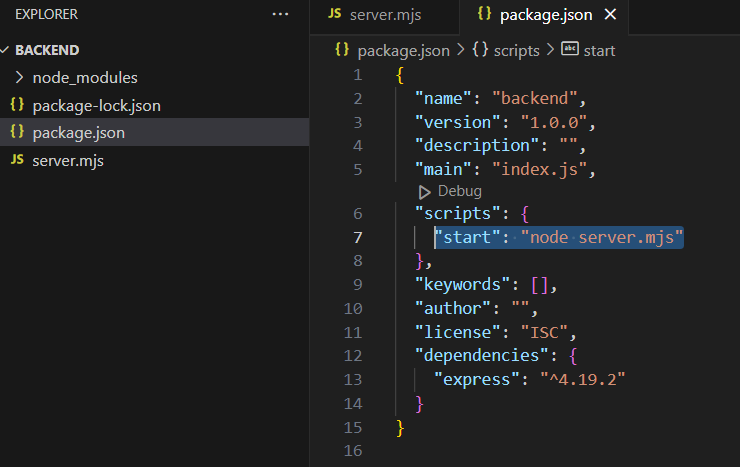 EXPLORER
BACKEND
node_modules
{} package-lock.json
{} package.json
JS server.mjs
JS server.mjs
{} package.json
{} package.json > {} scripts > abc start
1 {
2 "name": "backend",
3 "version": "1.0.0",
4 "description": "",
5 "main": "index.js",
Debug
6 "scripts": {
7 "start": "node server.mjs"
8 },
9 "keywords": [],
10 "author": "",
11 "license": "ISC",
12 "dependencies": {
13 "express": "^4.19.2"
14 }
15 }
16